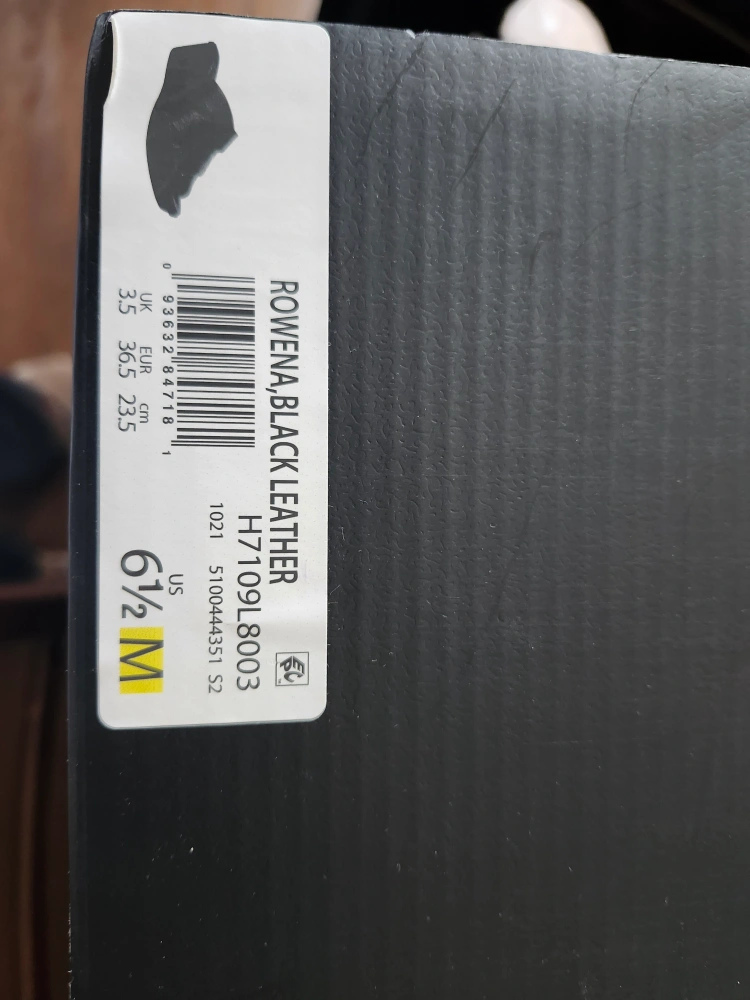 ROWENA,BLACK LEATHER
H7109L8003
1021 5100444351 S2
0 93632 84718 1
UK EUR cm
3.5 36.5 23.5
US
6½ M